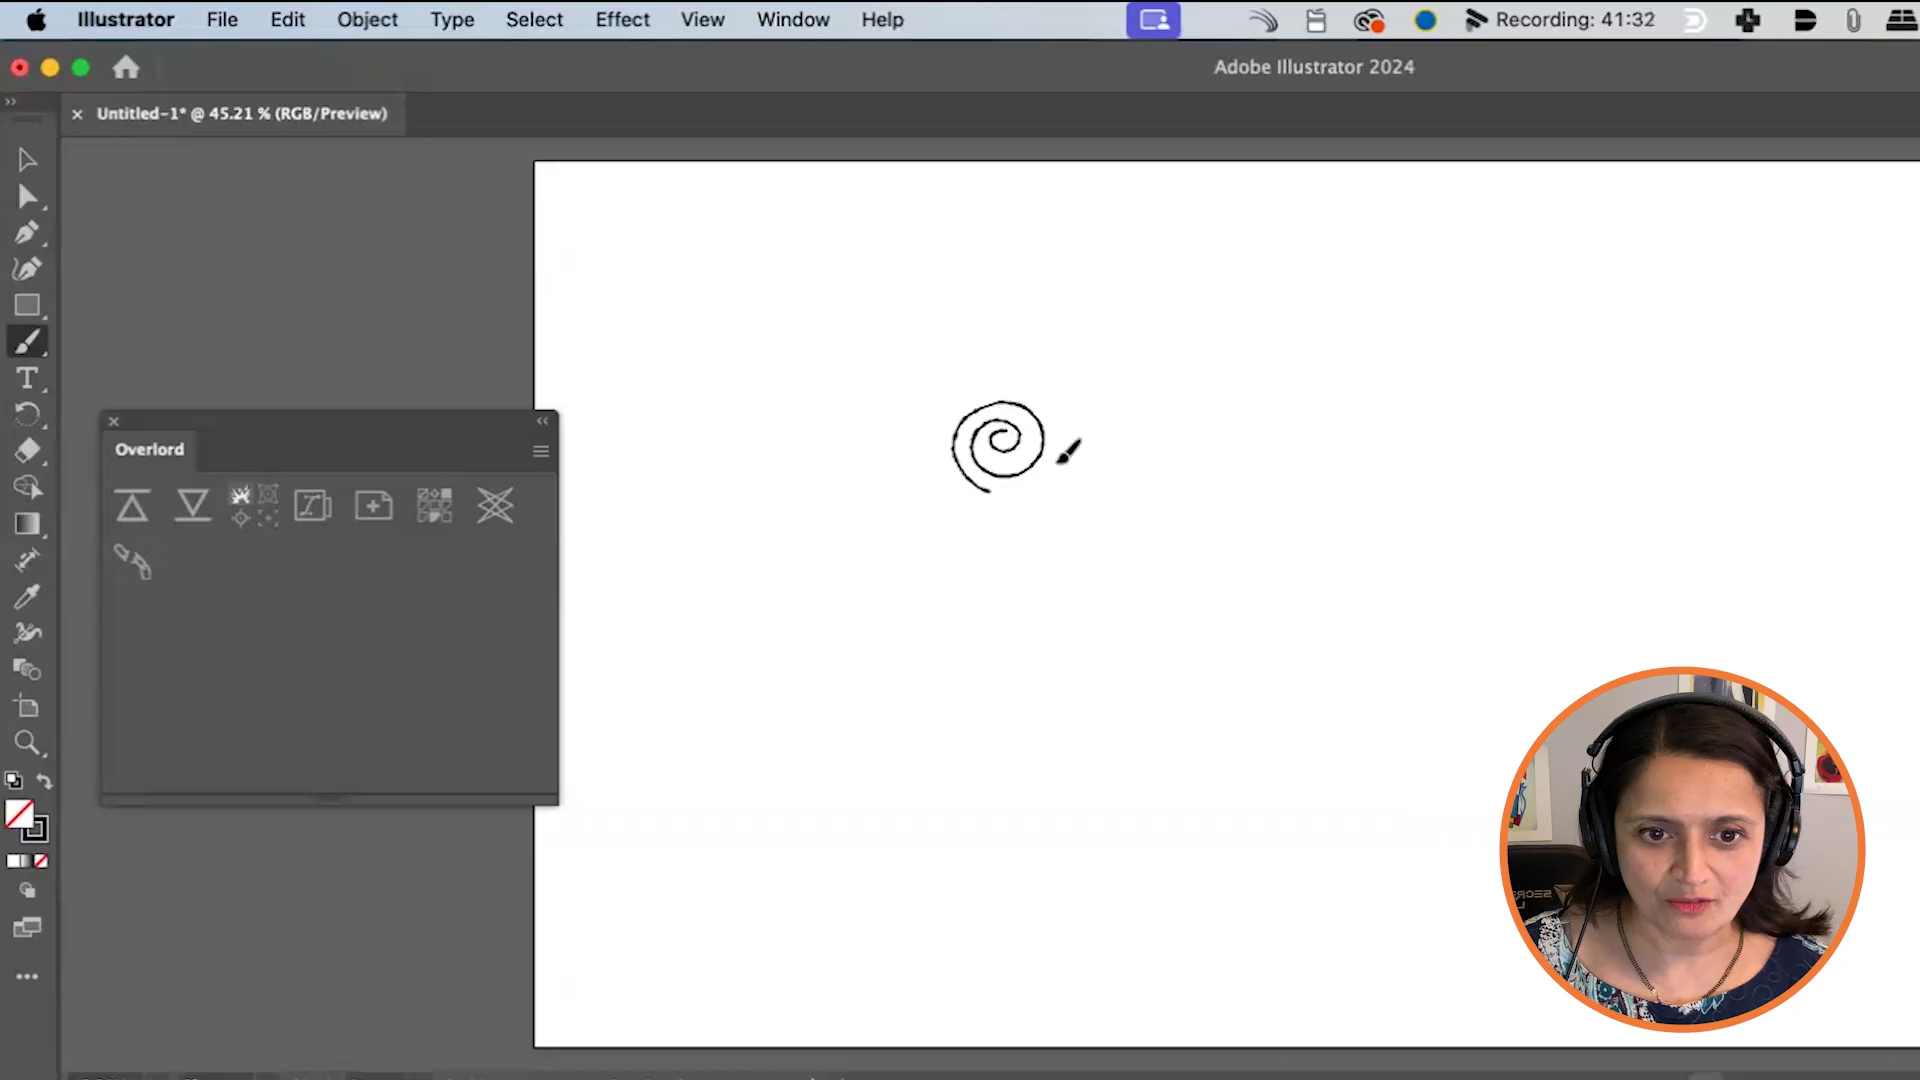 Illustrator File Edit Object Type Select Effect View Window Help Recording: 41:32
Adobe Illustrator 2024
Untitled-1* @ 45.21 % (RGB/Preview)
Overlord